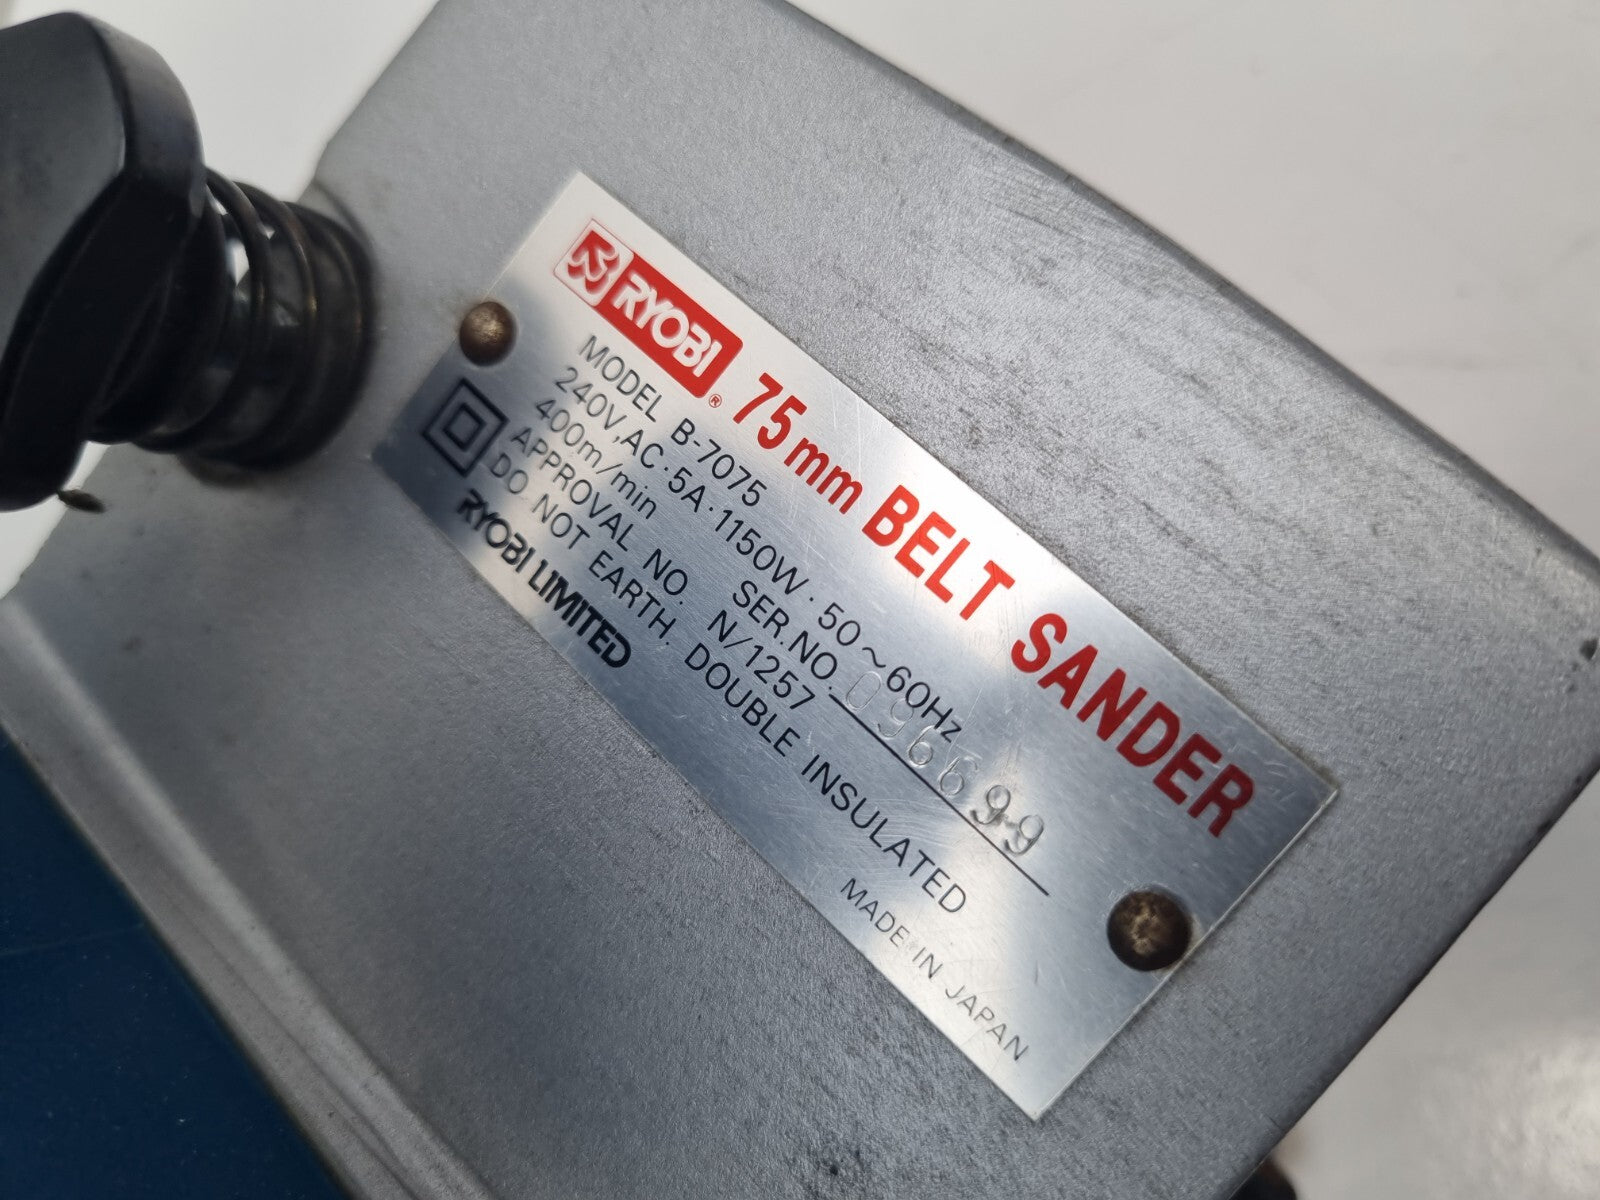 RYOBI® 75mm BELT SANDER
MODEL B-7075
240V,AC·5A·1150W·50~60Hz
400m/min SER.NO. 096699
APPROVAL NO. N/1257
DO NOT EARTH, DOUBLE INSULATED
RYOBI LIMITED
MADE IN JAPAN